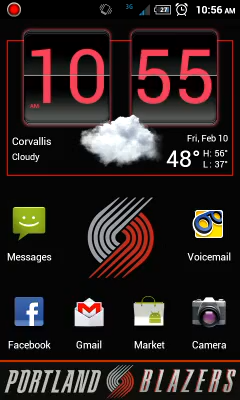 3G 27 10:56 AM
10 55
AM
Corvallis
Cloudy
Fri, Feb 10
48° H: 56°
L: 37°
Messages
Voicemail
Facebook Gmail Market Camera
PORTLAND BLAZERS